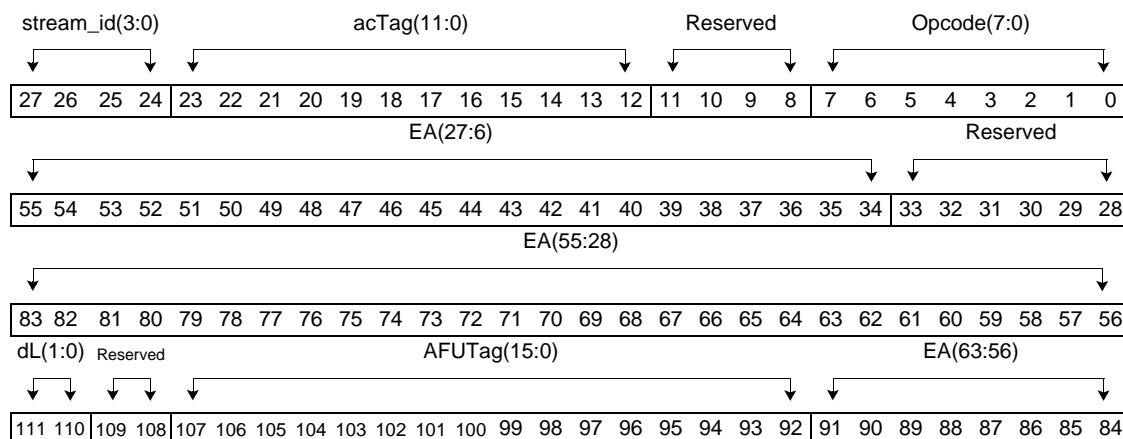 stream_id(3:0) acTag(11:0) Reserved Opcode(7:0)
27 26 25 24 23 22 21 20 19 18 17 16 15 14 13 12 11 10 9 8 7 6 5 4 3 2 1 0
EA(27:6) Reserved
55 54 53 52 51 50 49 48 47 46 45 44 43 42 41 40 39 38 37 36 35 34 33 32 31 30 29 28
EA(55:28)
83 82 81 80 79 78 77 76 75 74 73 72 71 70 69 68 67 66 65 64 63 62 61 60 59 58 57 56
dL(1:0) Reserved AFUTag(15:0) EA(63:56)
111 110 109 108 107 106 105 104 103 102 101 100 99 98 97 96 95 94 93 92 91 90 89 88 87 86 85 84